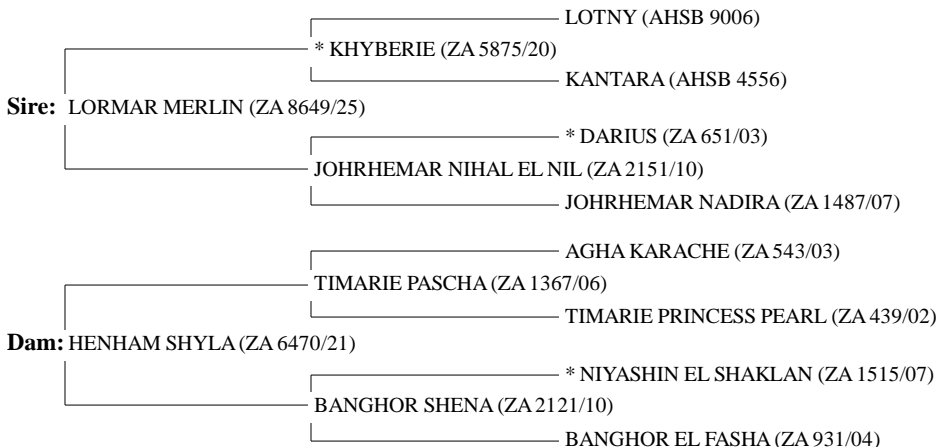 LOTNY (AHSB 9006)
* KHYBERIE (ZA 5875/20)
KANTARA (AHSB 4556)
Sire: LORMAR MERLIN (ZA 8649/25)
* DARIUS (ZA 651/03)
JOHRHEMAR NIHAL EL NIL (ZA 2151/10)
JOHRHEMAR NADIRA (ZA 1487/07)
AGHA KARACHE (ZA 543/03)
TIMARIE PASCHA (ZA 1367/06)
TIMARIE PRINCESS PEARL (ZA 439/02)
Dam: HENHAM SHYLA (ZA 6470/21)
* NIYASHIN EL SHAKLAN (ZA 1515/07)
BANGHOR SHENA (ZA 2121/10)
BANGHOR EL FASHA (ZA 931/04)